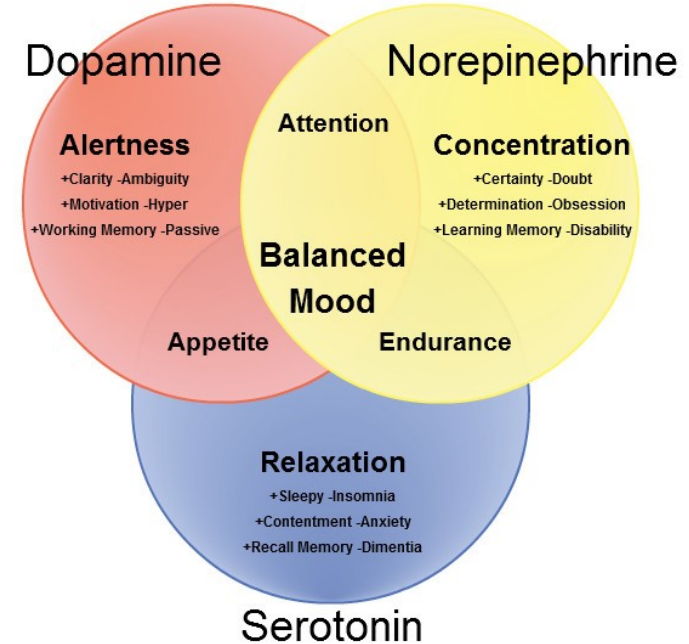 Dopamine
Norepinephrine
Attention
Alertness
+Clarity -Ambiguity
+Motivation -Hyper
+Working Memory -Passive
Concentration
+Certainty -Doubt
+Determination -Obsession
+Learning Memory -Disability
Balanced
Mood
Appetite
Endurance
Relaxation
+Sleepy -Insomnia
+Contentment -Anxiety
+Recall Memory -Dimentia
Serotonin